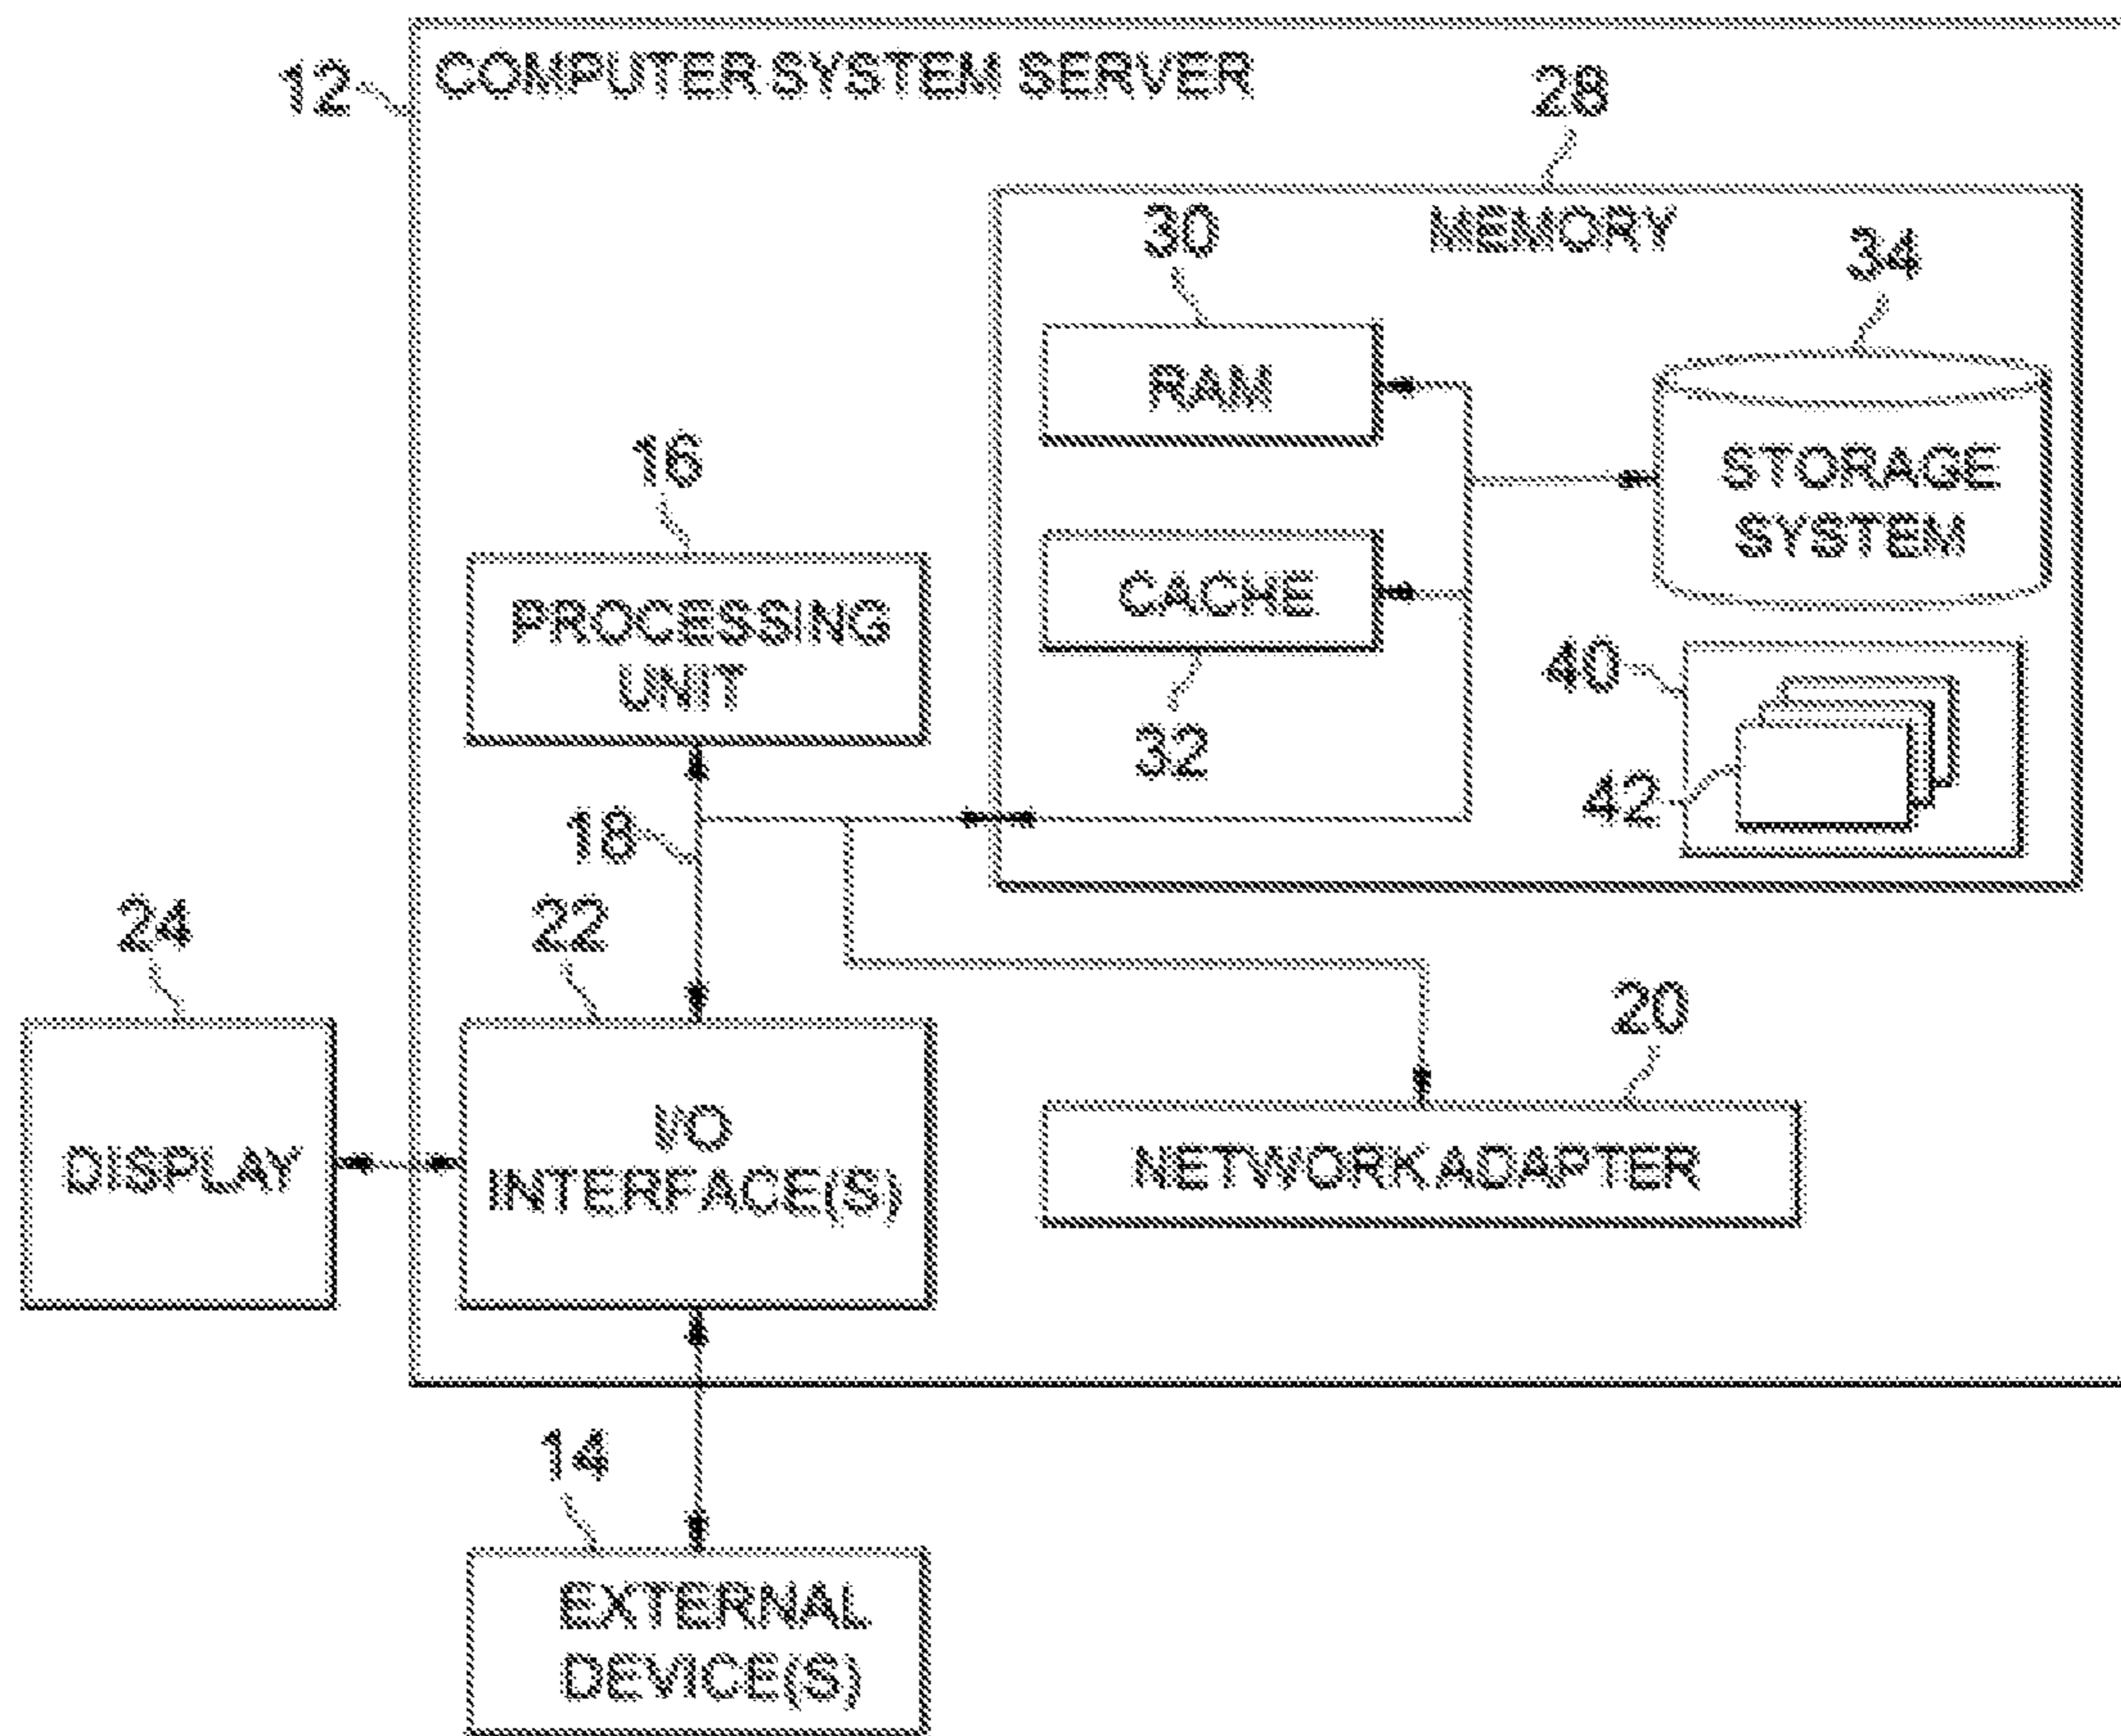 12
COMPUTER SYSTEM SERVER
28
MEMORY
30
34
RAM
STORAGE
SYSTEM
16
PROCESSING
UNIT
CACHE
32
40
42
18
24
22
20
DISPLAY
I/O
INTERFACE(S)
NETWORK ADAPTER
14
EXTERNAL
DEVICE(S)